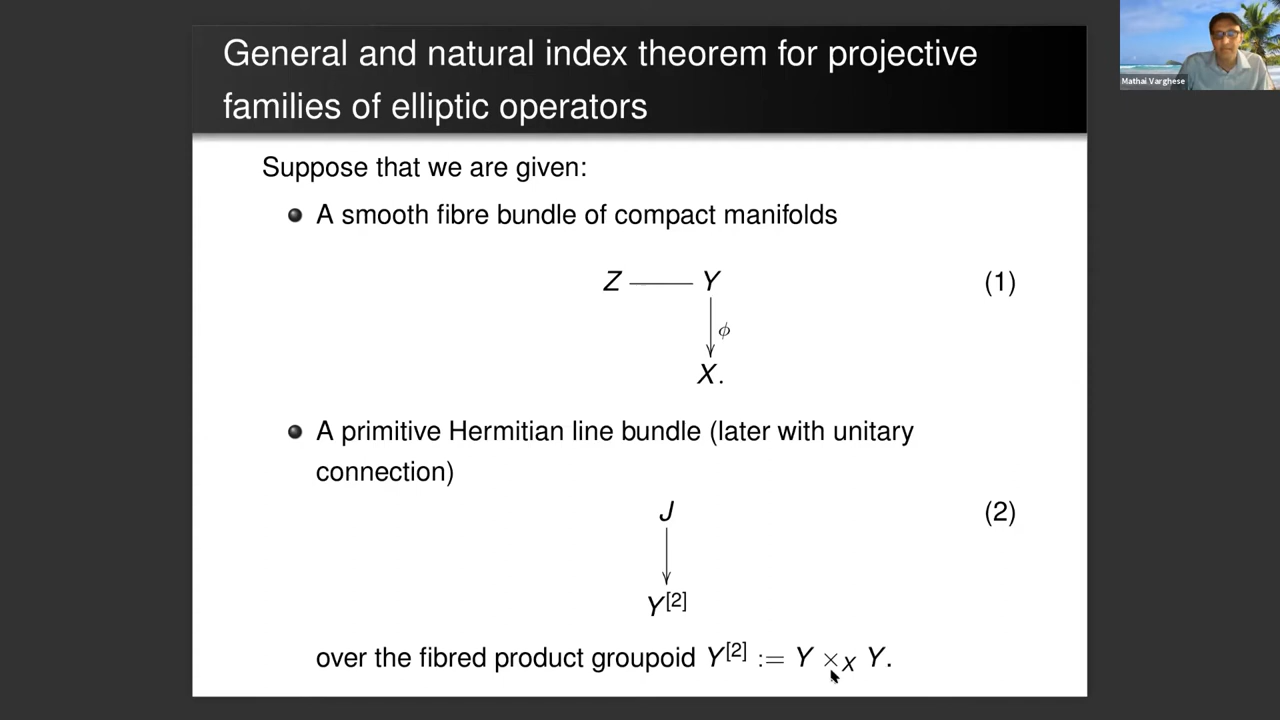 General and natural index theorem for projective
families of elliptic operators
Mathai Varghese
Suppose that we are given:
A smooth fibre bundle of compact manifolds
Z Y (1)
ϕ
X.
A primitive Hermitian line bundle (later with unitary
connection)
J (2)
Y^[2]
over the fibred product groupoid Y^[2] := Y ×_X Y.